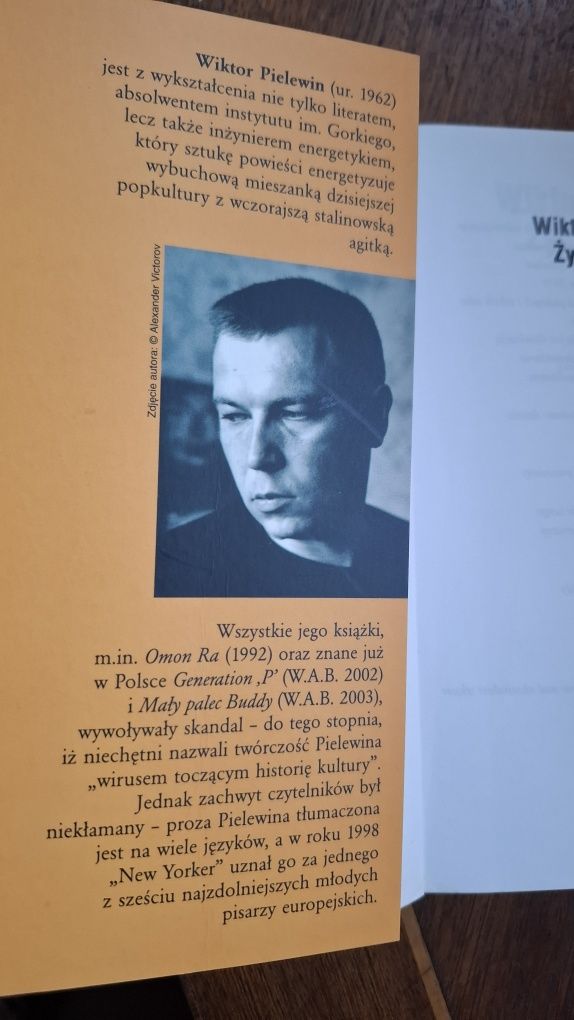 Wiktor Pielewin (ur. 1962)
jest z wykształcenia nie tylko literatem,
absolwentem instytutu im. Gorkiego,
lecz także inżynierem energetykiem,
który sztukę powieści energetyzuje
wybuchową mieszanką dzisiejszej
popkultury z wczorajszą stalinowską
agitką.
Zdjęcie autora: © Alexander Victorov
Wszystkie jego książki,
m.in. Omon Ra (1992) oraz znane już
w Polsce Generation ‚P’ (W.A.B. 2002)
i Mały palec Buddy (W.A.B. 2003),
wywoływały skandal – do tego stopnia,
iż niechętni nazwali twórczość Pielewina
„wirusem toczącym historię kultury”.
Jednak zachwyt czytelników był
niekłamany – proza Pielewina tłumaczona
jest na wiele języków, a w roku 1998
„New Yorker” uznał go za jednego
z sześciu najzdolniejszych młodych
pisarzy europejskich.
Wikt
Ży